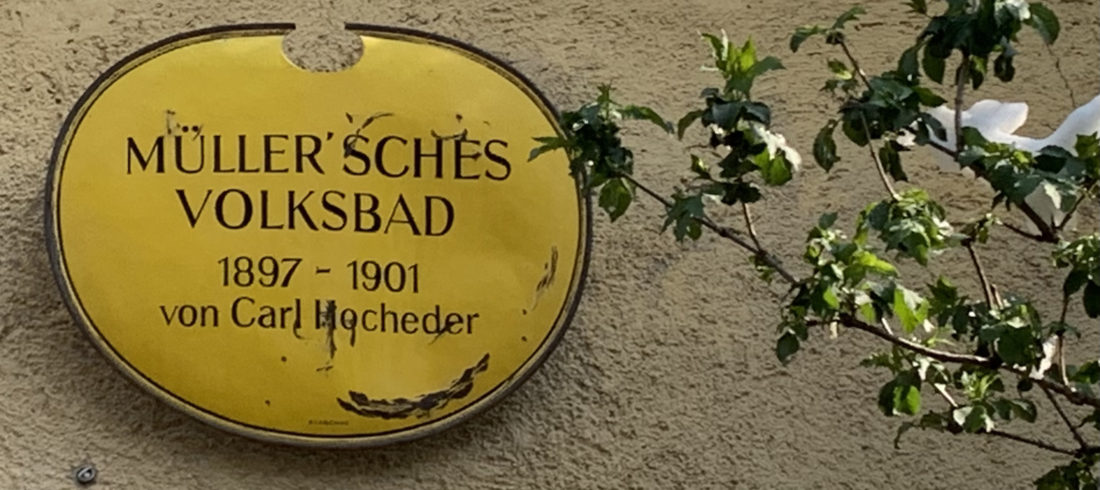 MÜLLER'SCHES
VOLKSBAD
1897 - 1901
von Carl Hocheder